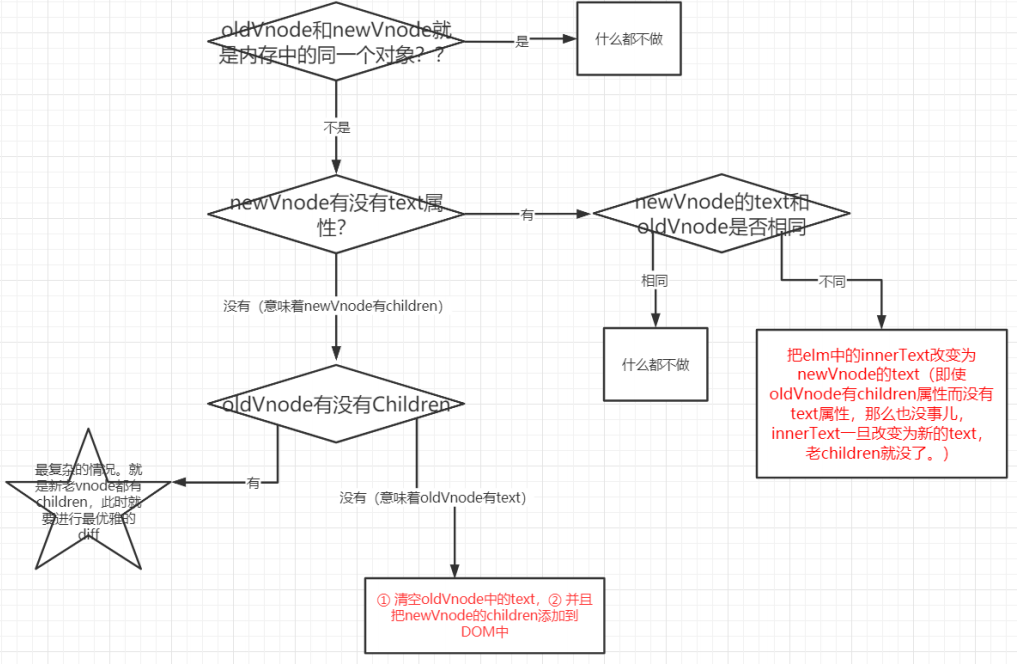 oldVnode和newVnode就
是内存中的同一个对象？？
是
什么都不做
不是
newVnode有没有text属
性？
有
newVnode的text和
oldVnode是否相同
相同
不同
什么都不做
把elm中的innerText改变为
newVnode的text（即使
oldVnode有children属性而没有
text属性，那么也没事儿，
innerText一旦改变为新的text，
老children就没了。）
没有（意味着newVnode有children）
oldVnode有没有Children
有
最复杂的情况。就
是新老vnode都有
children，此时就
要进行最优雅的
diff
没有（意味着oldVnode有text）
① 清空oldVnode中的text，② 并且
把newVnode的children添加到
DOM中